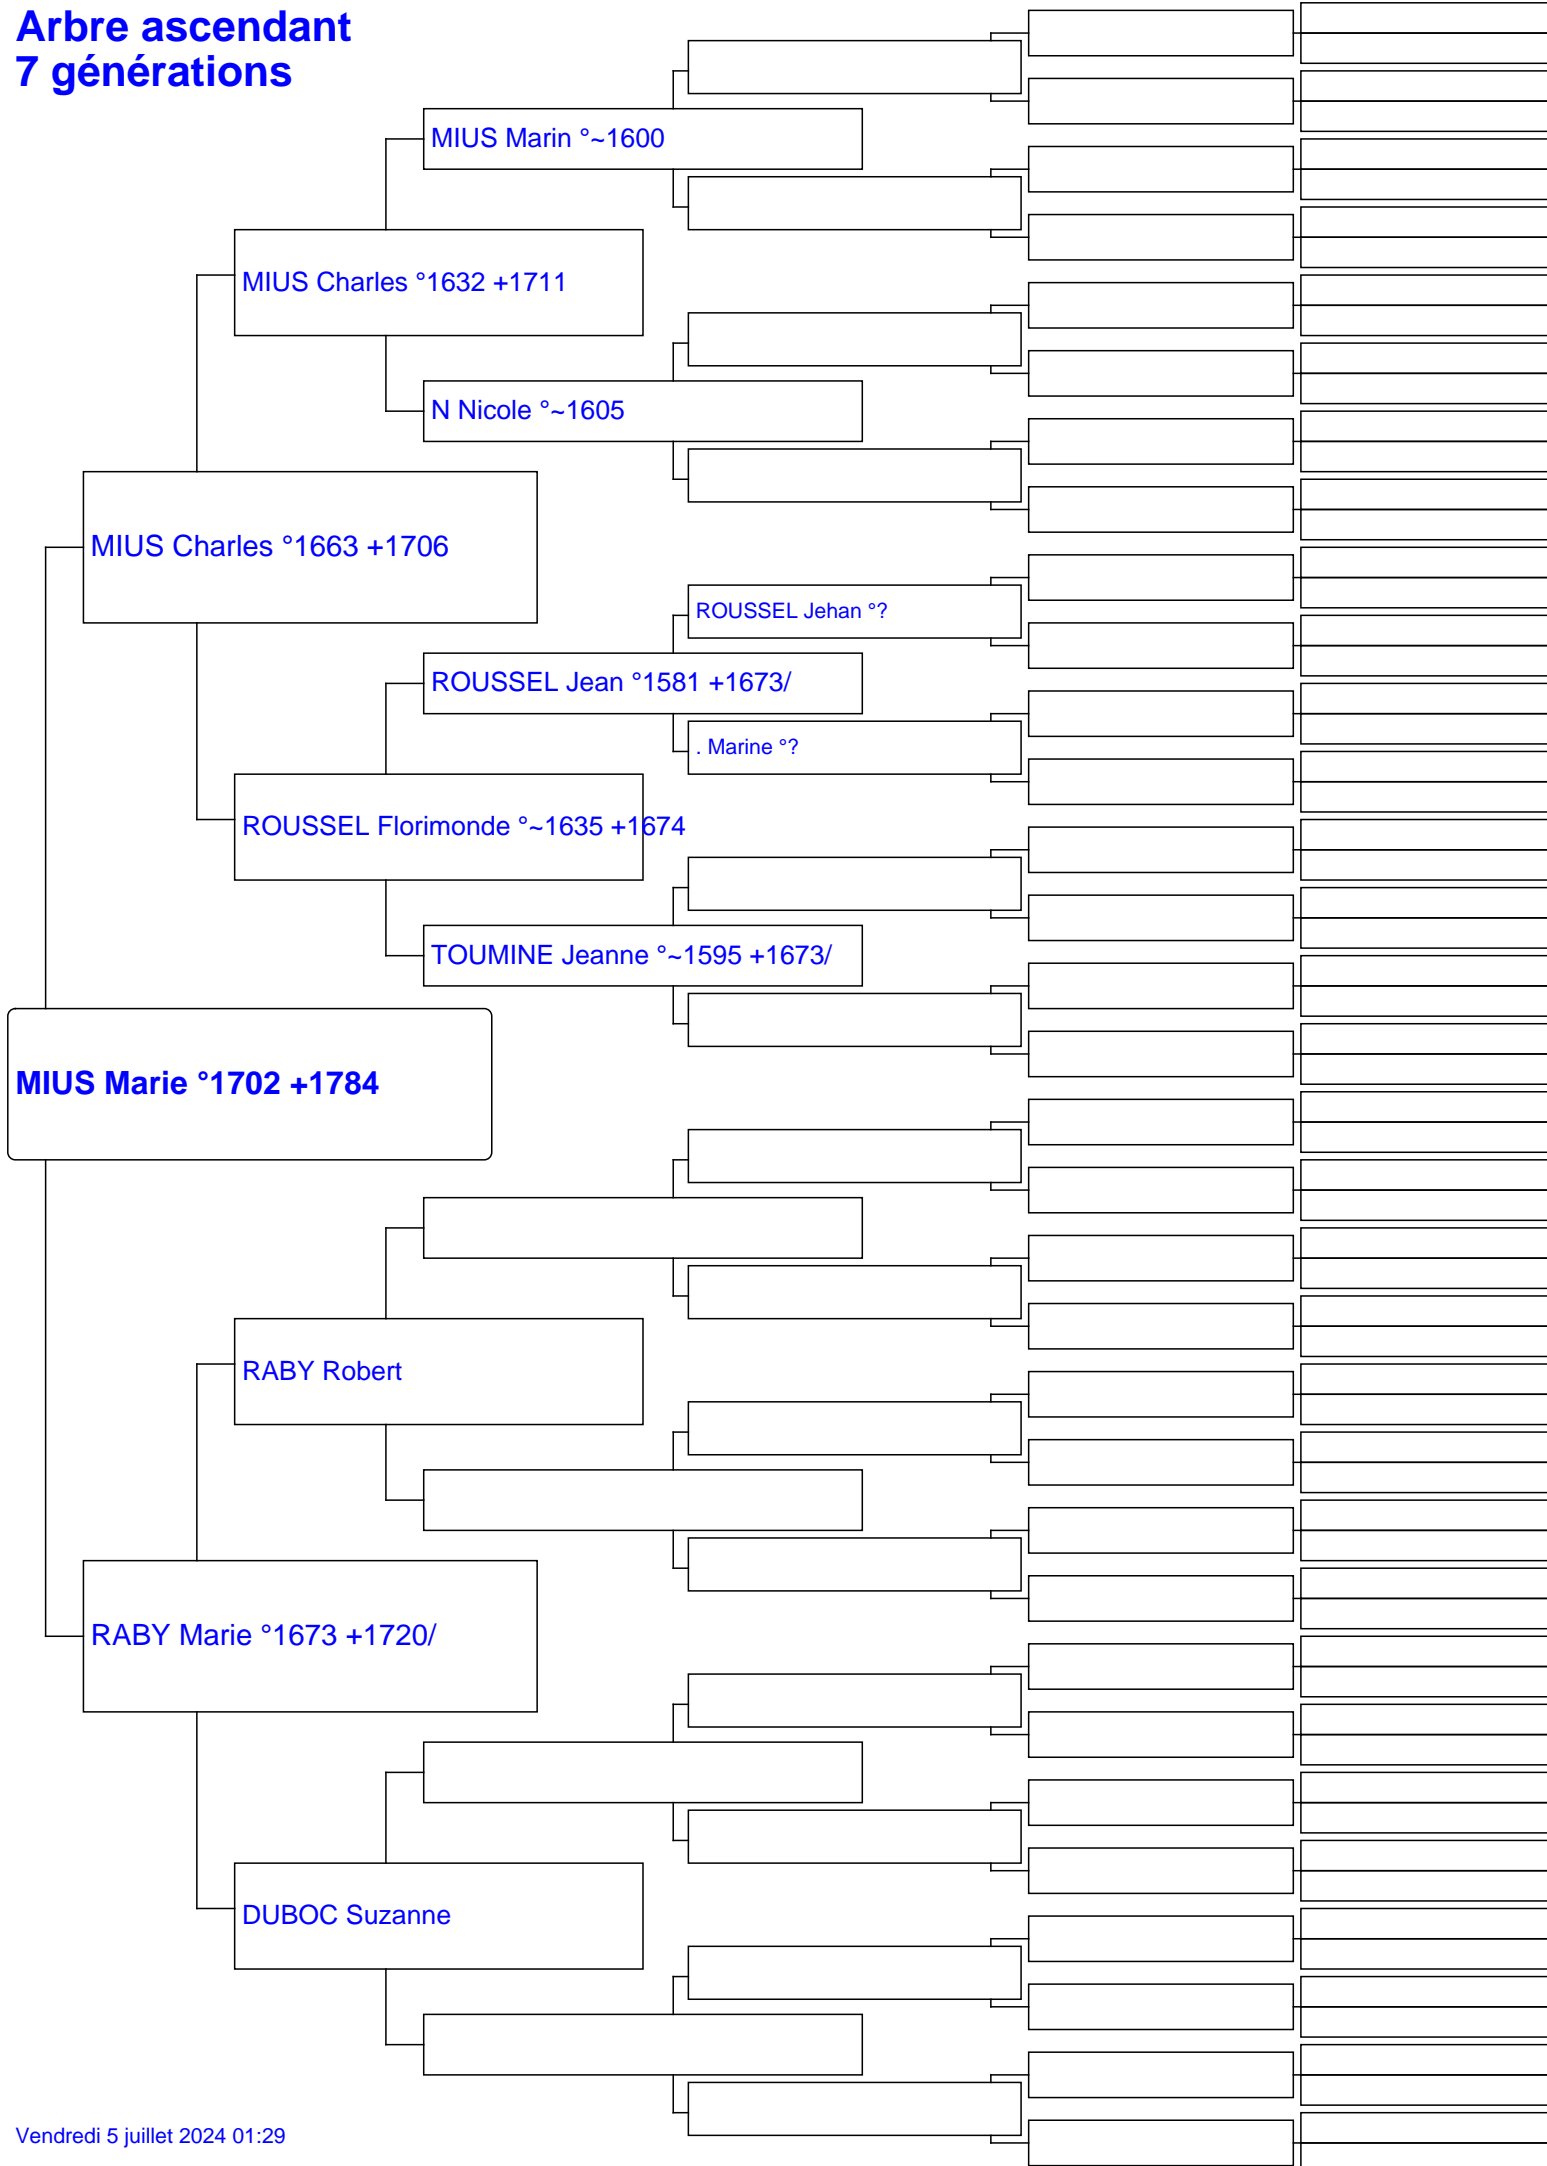 Arbre ascendant
7 générations
MIUS Marin °~1600
MIUS Charles °1632 +1711
N Nicole °~1605
MIUS Charles °1663 +1706
ROUSSEL Jehan °?
ROUSSEL Jean °1581 +1673/
. Marine °?
ROUSSEL Florimonde °~1635 +1674
TOUMINE Jeanne °~1595 +1673/
MIUS Marie °1702 +1784
RABY Robert
RABY Marie °1673 +1720/
DUBOC Suzanne
Vendredi 5 juillet 2024 01:29